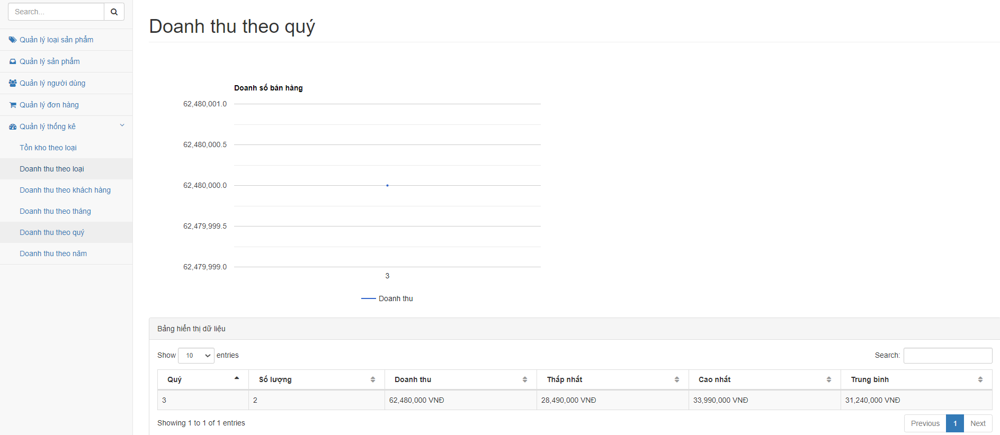 Search...
Quản lý loại sản phẩm
Quản lý sản phẩm
Quản lý người dùng
Quản lý đơn hàng
Quản lý thống kê
Tồn kho theo loại
Doanh thu theo loại
Doanh thu theo khách hàng
Doanh thu theo tháng
Doanh thu theo quý
Doanh thu theo năm
Doanh thu theo quý
Doanh số bán hàng
62,480,001.0
62,480,000.5
62,480,000.0
62,479,999.5
62,479,999.0
3
Doanh thu
Bảng hiển thị dữ liệu
Show 10 entries Search:
Quý Số lượng Doanh thu Thấp nhất Cao nhất Trung bình
3 2 62,480,000 VNĐ 28,490,000 VNĐ 33,990,000 VNĐ 31,240,000 VNĐ
Showing 1 to 1 of 1 entries Previous 1 Next